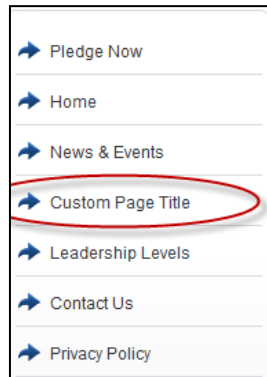 Pledge Now
Home
News & Events
Custom Page Title
Leadership Levels
Contact Us
Privacy Policy